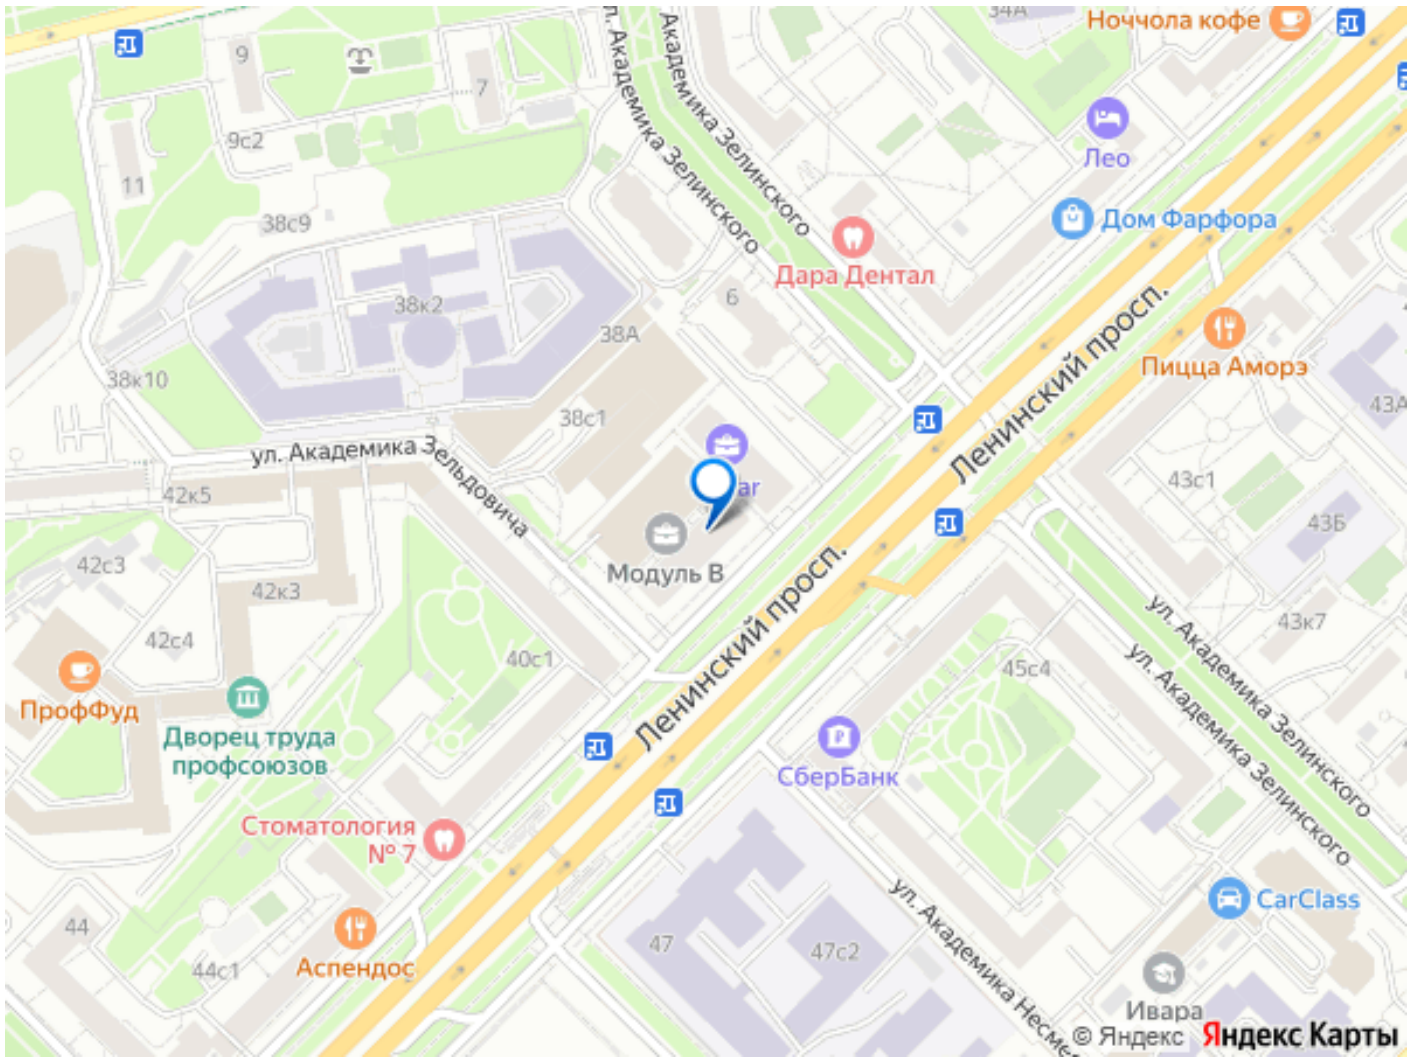 34А
Ноччола кофе
ул. Академика Зелинского
ул. Академика Зелинского
9
7
9с2
11
Лео
38с9
Дом Фарфора
Дара Дентал
6
38к2
38А
Ленинский просп.
Пицца Аморэ
38к10
38с1
43А
ул. Академика Зельдовича
42к5
43с1
43Б
Модуль В
42с3
42к3
Ленинский просп.
ул. Академика Зелинского
ул. Академика Зелинского
43к7
42с4
40с1
45с4
ПрофФуд
Дворец труда
профсоюзов
СберБанк
Стоматология
№ 7
ул. Академика Несме
CarClass
44
47
47с2
44с1
Аспендос
Ивара
© Яндекс Яндекс Карты